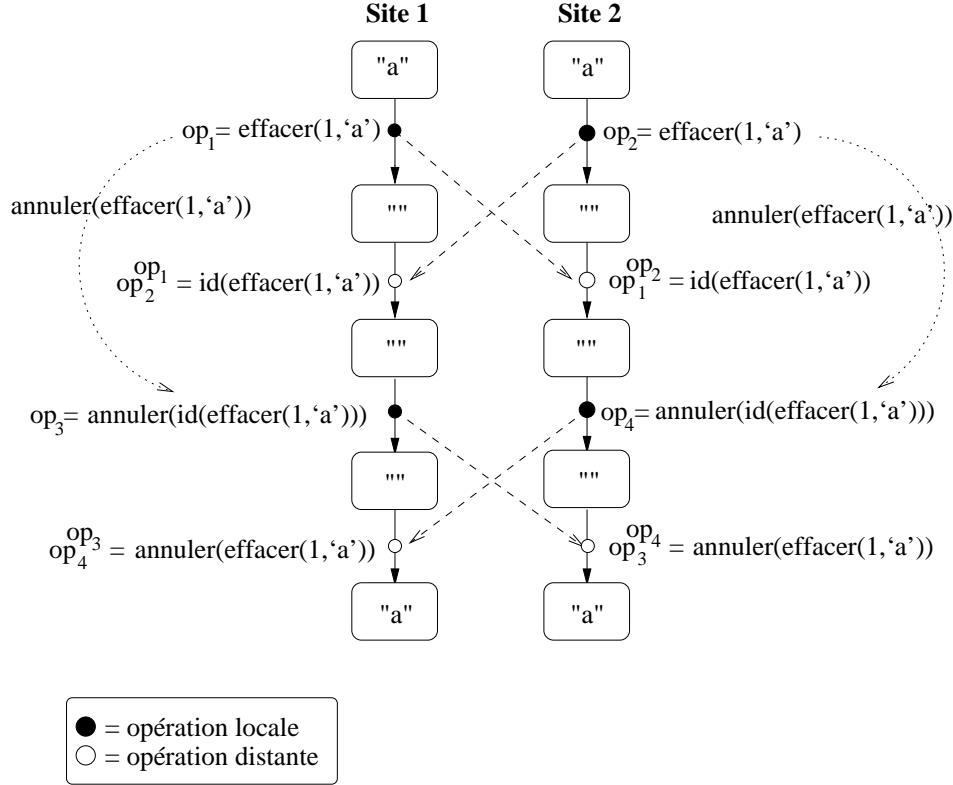 Site 1 Site 2
"a" "a"
op1= effacer(1,‘a’) op2= effacer(1,‘a’)
annuler(effacer(1,‘a’)) "" "" annuler(effacer(1,‘a’))
op2^op1 = id(effacer(1,‘a’)) op1^op2 = id(effacer(1,‘a’))
"" ""
op3= annuler(id(effacer(1,‘a’))) op4= annuler(id(effacer(1,‘a’)))
"" ""
op4^op3 = annuler(effacer(1,‘a’)) op3^op4 = annuler(effacer(1,‘a’))
"a" "a"
= opération locale
= opération distante